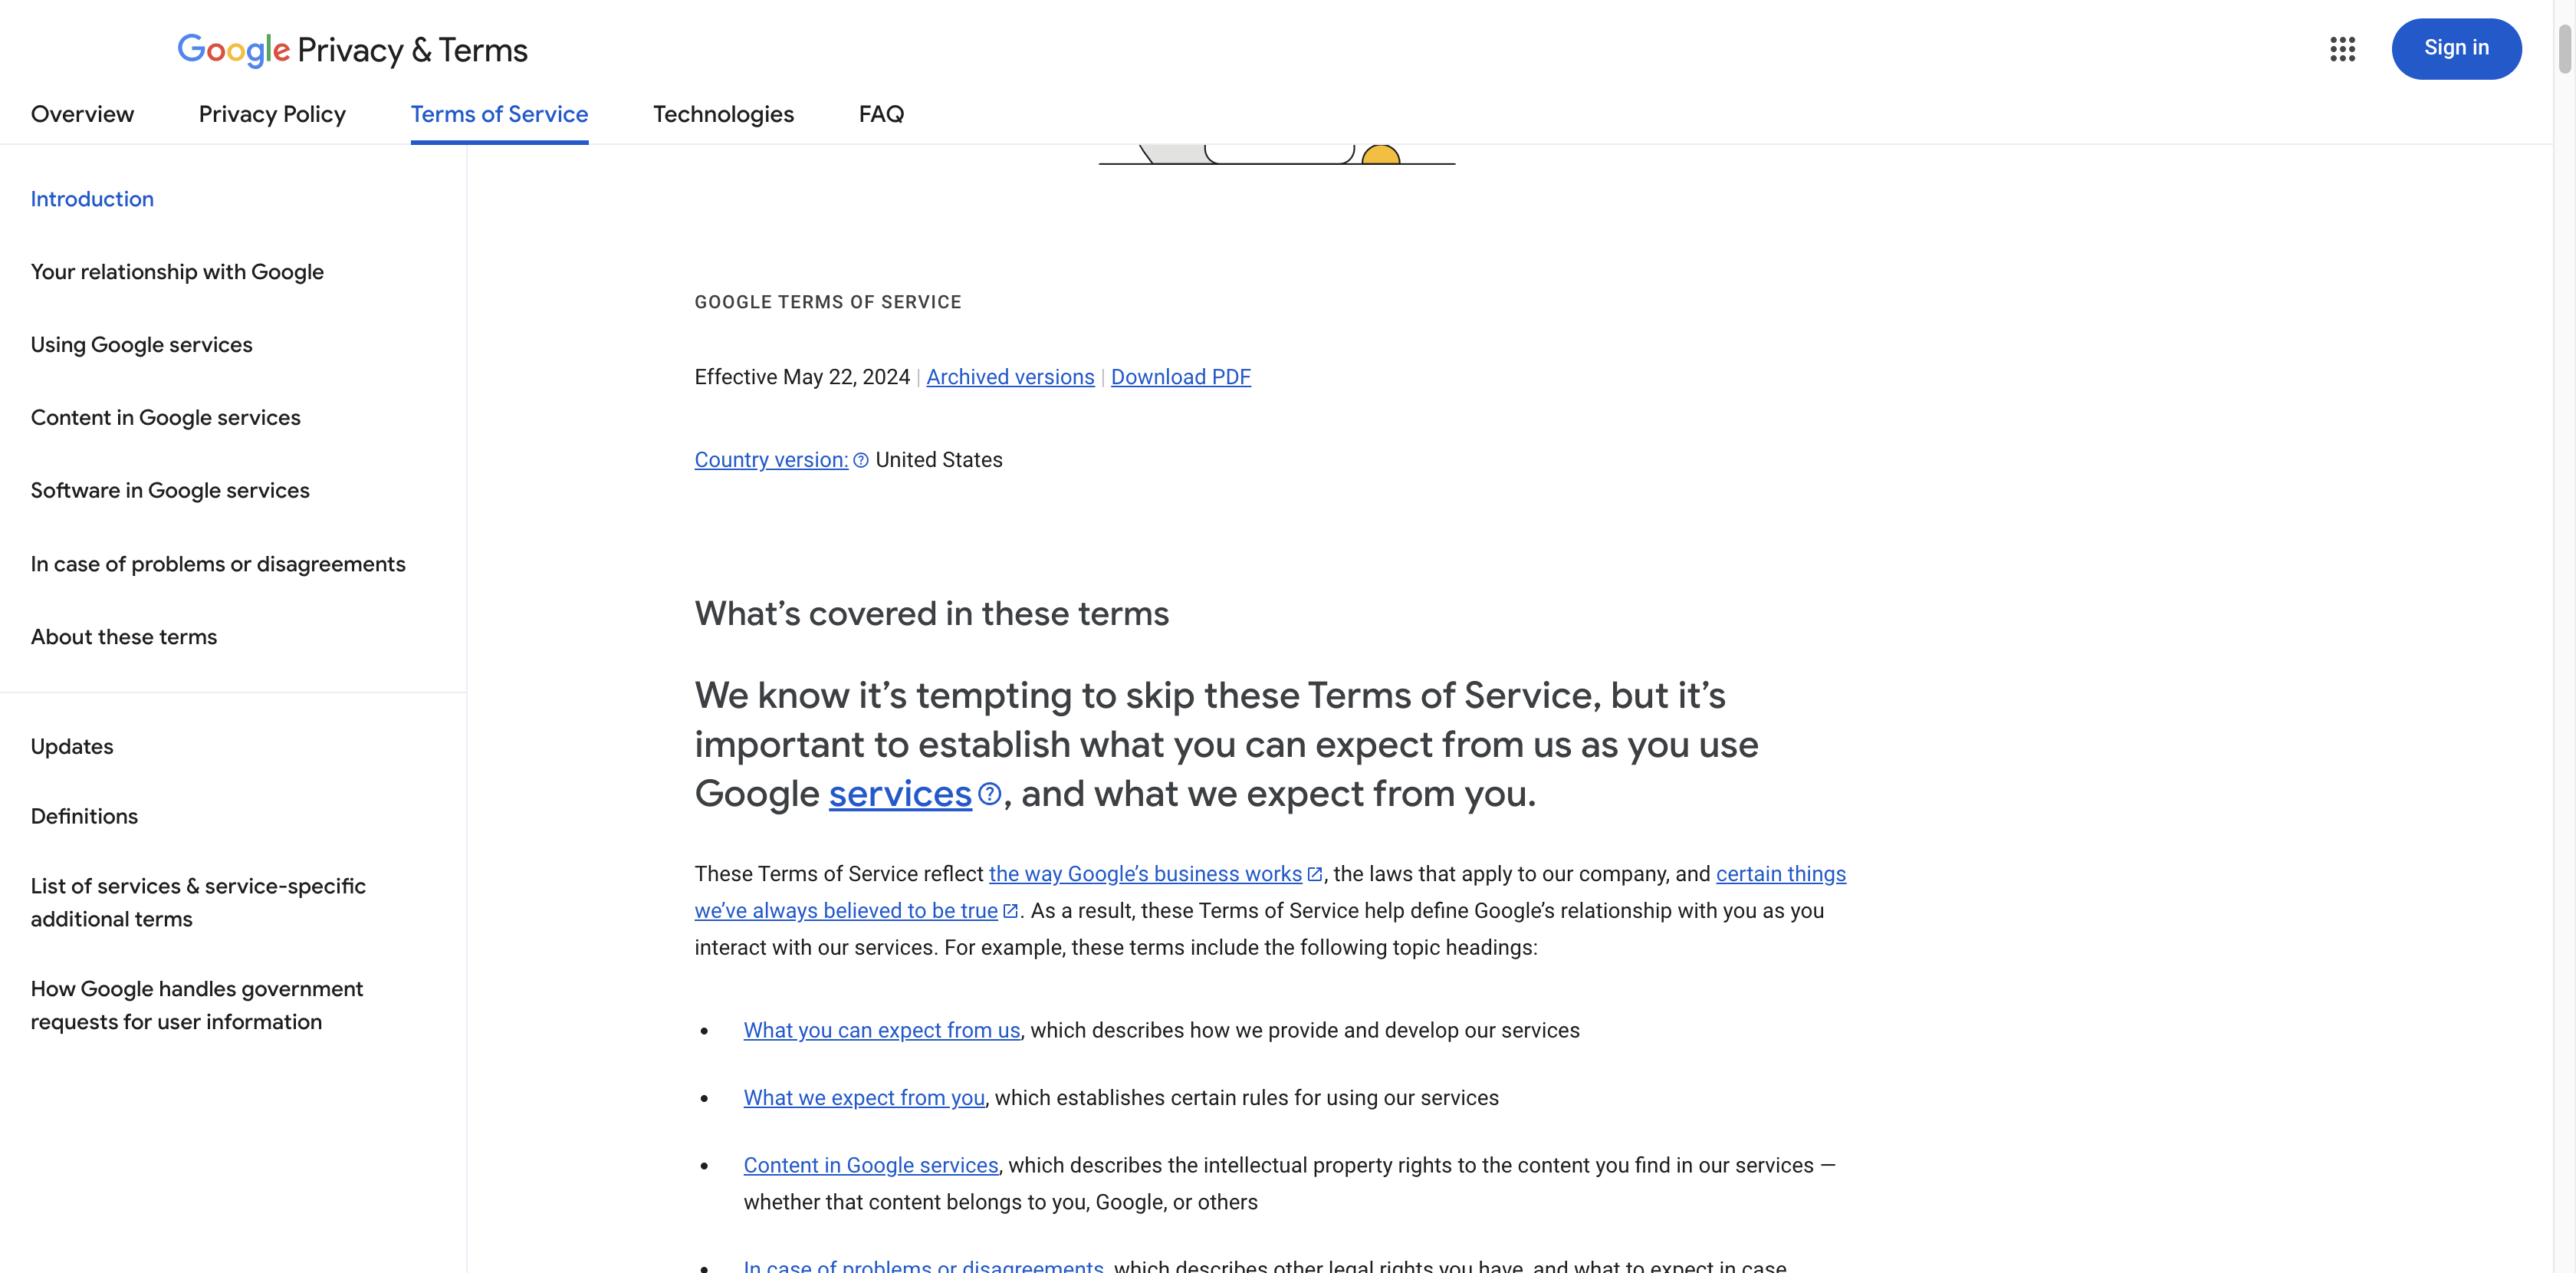 Google Privacy & Terms
Sign in
Overview
Privacy Policy
Terms of Service
Technologies
FAQ
Introduction
Your relationship with Google
Using Google services
Content in Google services
Software in Google services
In case of problems or disagreements
About these terms
Updates
Definitions
List of services & service-specific
additional terms
How Google handles government
requests for user information
GOOGLE TERMS OF SERVICE
Effective May 22, 2024 | Archived versions | Download PDF
Country version: United States
What’s covered in these terms
We know it’s tempting to skip these Terms of Service, but it’s
important to establish what you can expect from us as you use
Google services, and what we expect from you.
These Terms of Service reflect the way Google’s business works, the laws that apply to our company, and certain things
we’ve always believed to be true. As a result, these Terms of Service help define Google’s relationship with you as you
interact with our services. For example, these terms include the following topic headings:
• What you can expect from us, which describes how we provide and develop our services
• What we expect from you, which establishes certain rules for using our services
• Content in Google services, which describes the intellectual property rights to the content you find in our services —
whether that content belongs to you, Google, or others
• In case of problems or disagreements, which describes other legal rights you have, and what to expect in case